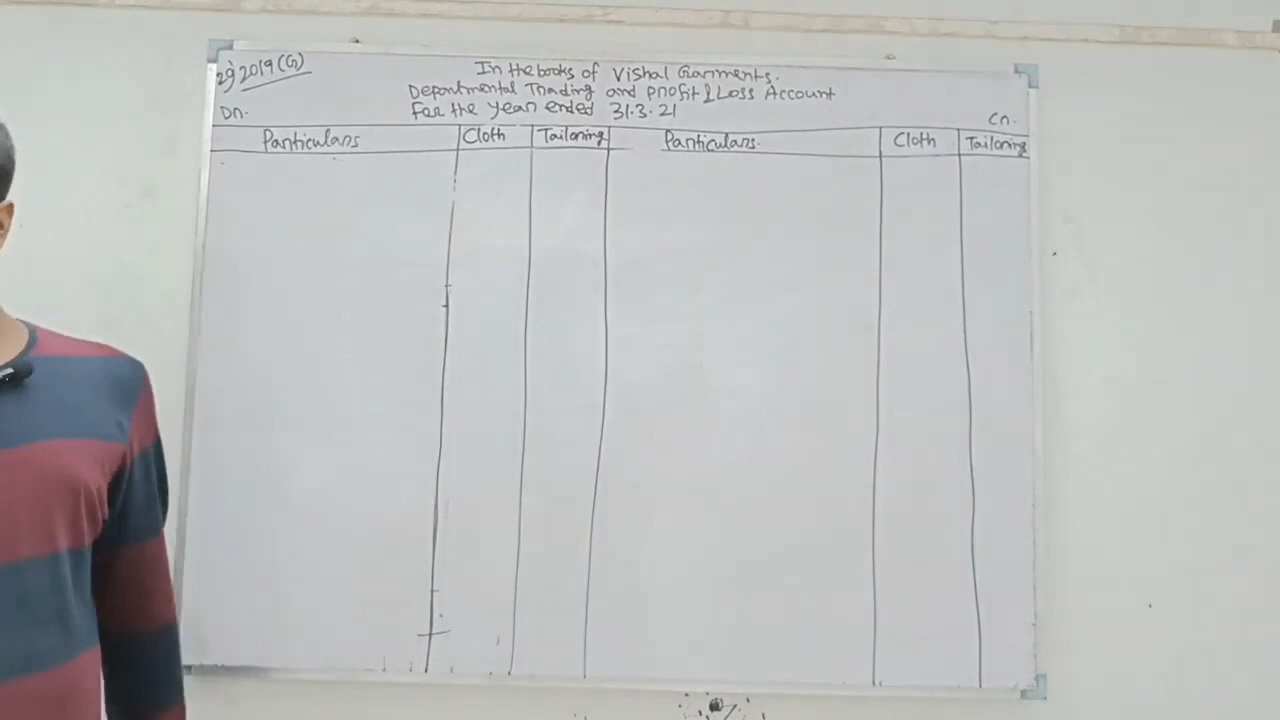 2019 (G)
In the books of Vishal Garments.
Departmental Trading and Profit & Loss Account
For the year ended 31.3.21
Dr.
Cr.
Particulars Cloth Tailoring Particulars. Cloth Tailoring